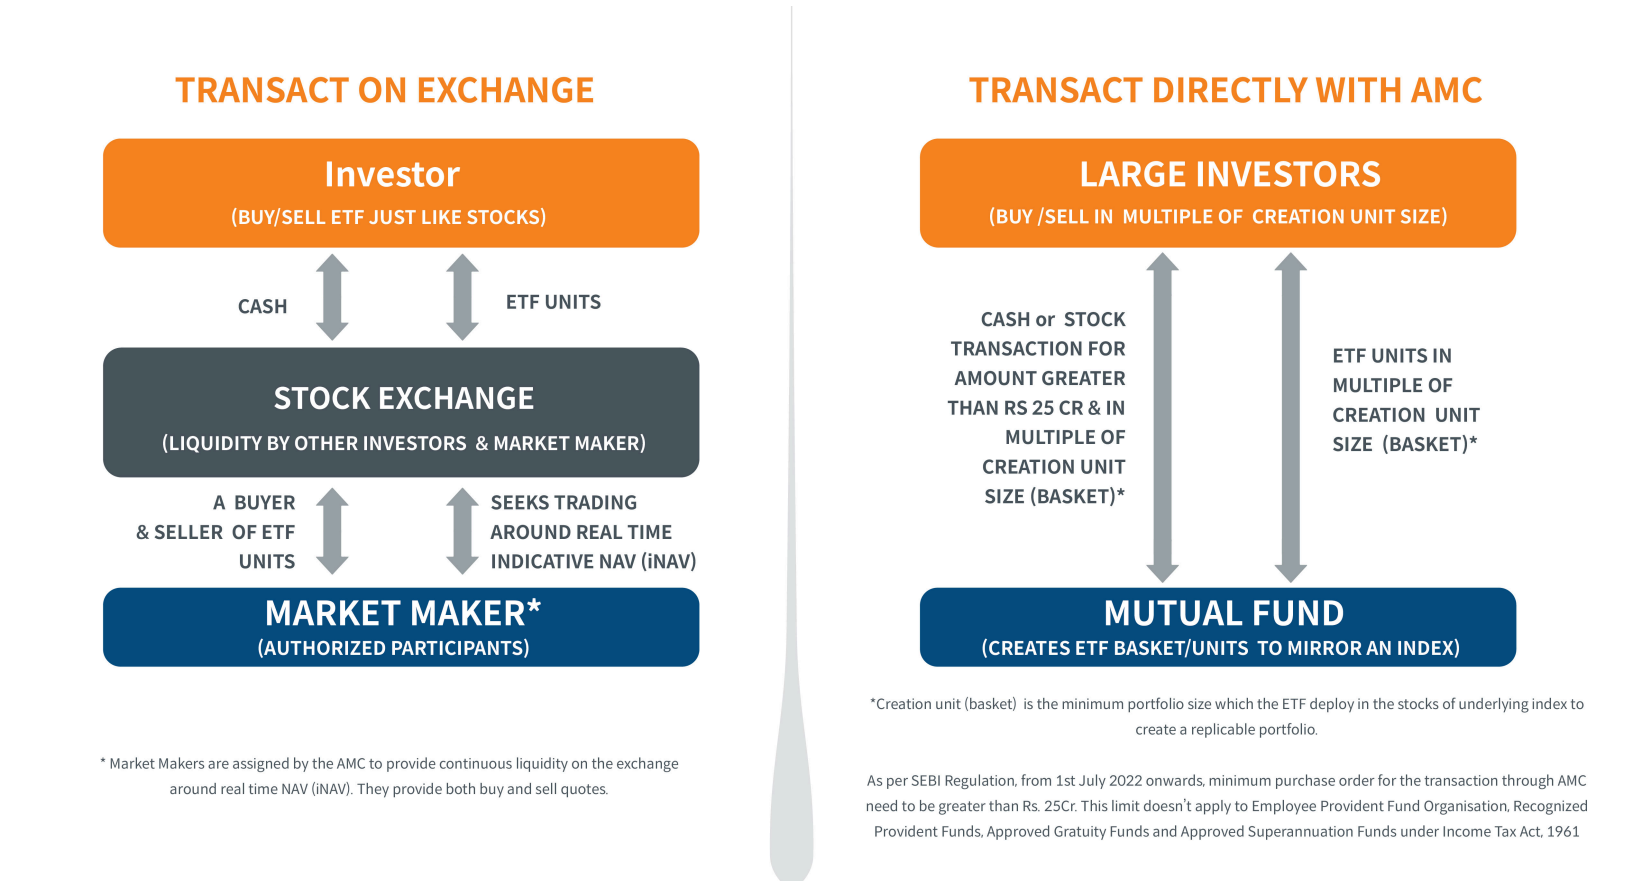 TRANSACT ON EXCHANGE
Investor
(BUY/SELL ETF JUST LIKE STOCKS)
CASH
ETF UNITS
STOCK EXCHANGE
(LIQUIDITY BY OTHER INVESTORS & MARKET MAKER)
A BUYER
& SELLER OF ETF
UNITS
SEEKS TRADING
AROUND REAL TIME
INDICATIVE NAV (iNAV)
MARKET MAKER*
(AUTHORIZED PARTICIPANTS)
* Market Makers are assigned by the AMC to provide continuous liquidity on the exchange
around real time NAV (iNAV). They provide both buy and sell quotes.
TRANSACT DIRECTLY WITH AMC
LARGE INVESTORS
(BUY /SELL IN MULTIPLE OF CREATION UNIT SIZE)
CASH or STOCK
TRANSACTION FOR
AMOUNT GREATER
THAN RS 25 CR & IN
MULTIPLE OF
CREATION UNIT
SIZE (BASKET)*
ETF UNITS IN
MULTIPLE OF
CREATION UNIT
SIZE (BASKET)*
MUTUAL FUND
(CREATES ETF BASKET/UNITS TO MIRROR AN INDEX)
*Creation unit (basket) is the minimum portfolio size which the ETF deploy in the stocks of underlying index to
create a replicable portfolio.
As per SEBI Regulation, from 1st July 2022 onwards, minimum purchase order for the transaction through AMC
need to be greater than Rs. 25Cr. This limit doesn't apply to Employee Provident Fund Organisation, Recognized
Provident Funds, Approved Gratuity Funds and Approved Superannuation Funds under Income Tax Act, 1961